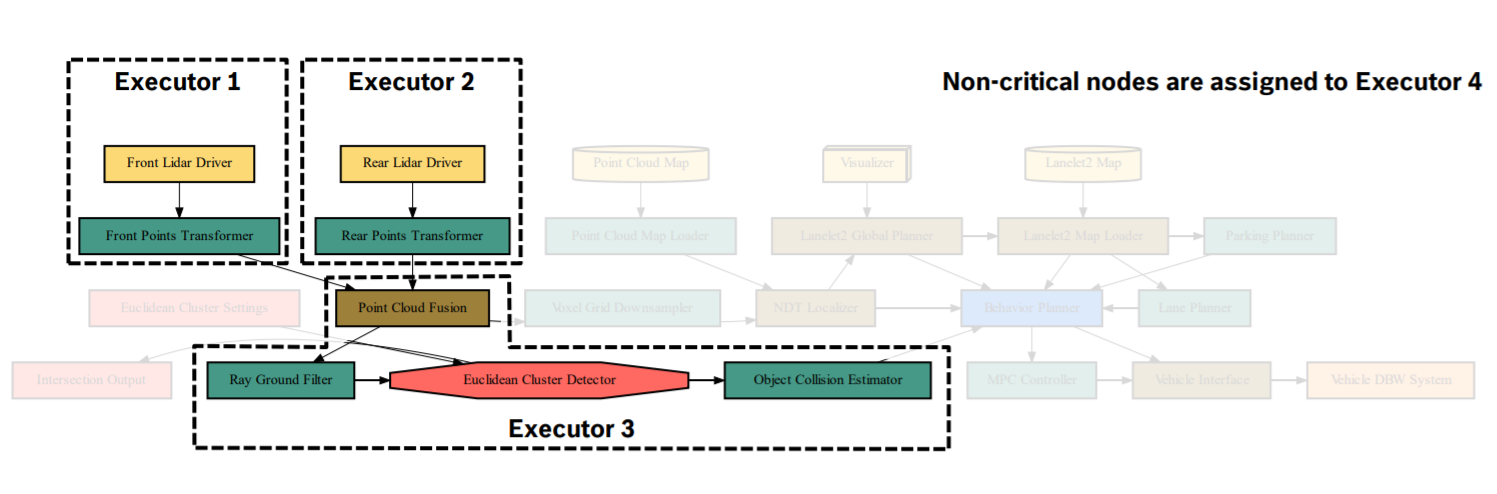 Executor 1
Executor 2
Non-critical nodes are assigned to Executor 4
Front Lidar Driver
Rear Lidar Driver
Point Cloud Map
Visualizer
Lanelet2 Map
Front Points Transformer
Rear Points Transformer
Point Cloud Map Loader
Lanelet2 Global Planner
Lanelet2 Map Loader
Parking Planner
Euclidean Cluster Settings
Point Cloud Fusion
Voxel Grid Downsampler
NDT Localizer
Behavior Planner
Lane Planner
Intersection Output
Ray Ground Filter
Euclidean Cluster Detector
Object Collision Estimator
MPC Controller
Vehicle Interface
Vehicle DBW System
Executor 3